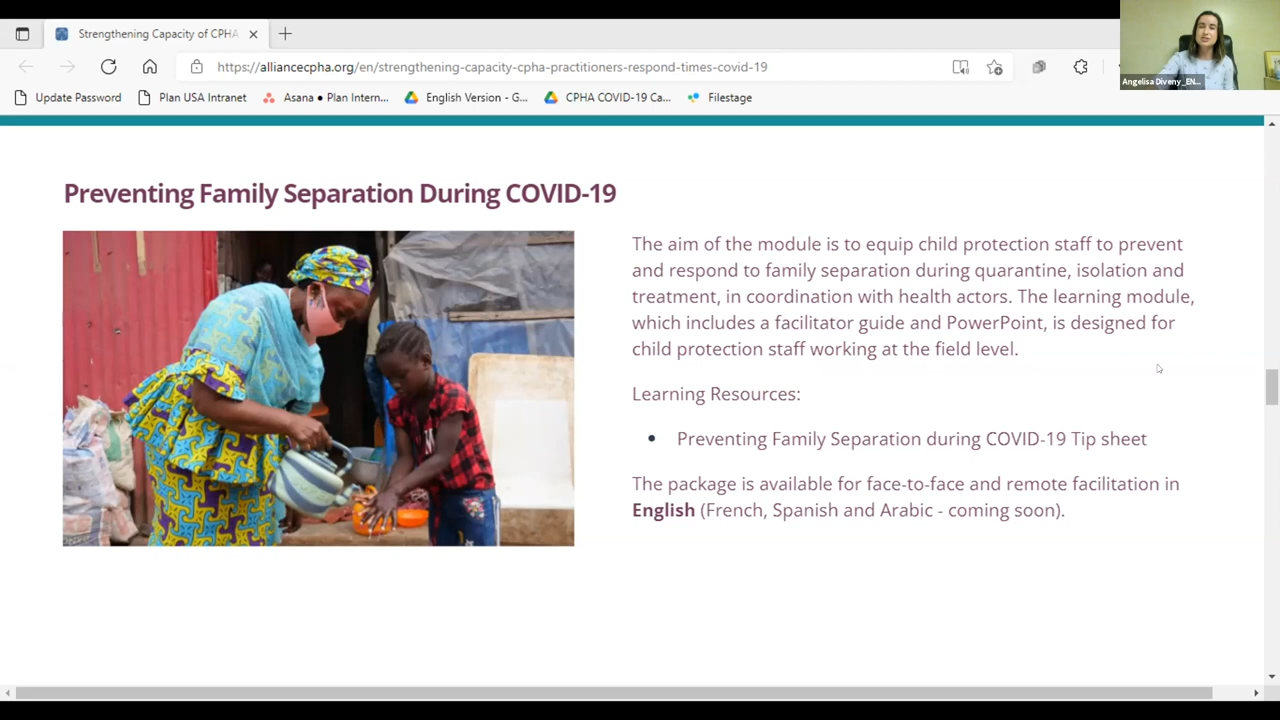 Strengthening Capacity of CPHA
https://alliancecpha.org/en/strengthening-capacity-cpha-practitioners-respond-times-covid-19
Angelisa Diveny_EN...
Update Password
Plan USA Intranet
Asana • Plan Intern...
English Version - G...
CPHA COVID-19 Ca...
Filestage
Preventing Family Separation During COVID-19
The aim of the module is to equip child protection staff to prevent
and respond to family separation during quarantine, isolation and
treatment, in coordination with health actors. The learning module,
which includes a facilitator guide and PowerPoint, is designed for
child protection staff working at the field level.
Learning Resources:
• Preventing Family Separation during COVID-19 Tip sheet
The package is available for face-to-face and remote facilitation in
English (French, Spanish and Arabic - coming soon).